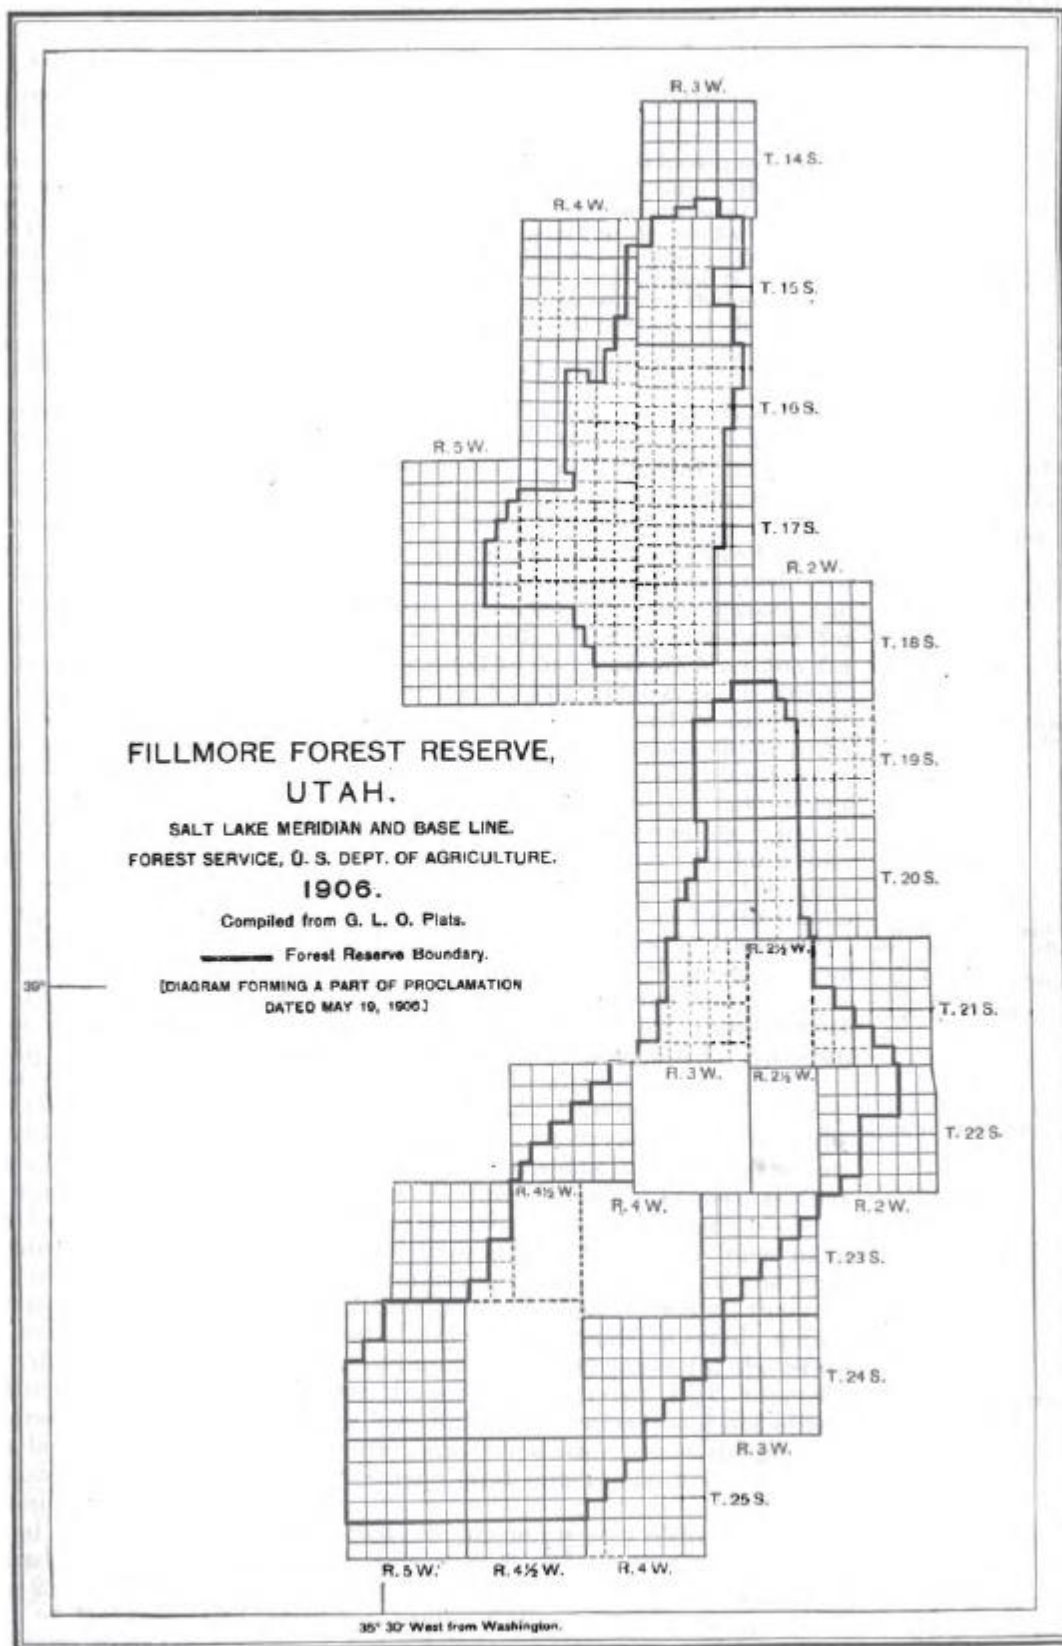 R. 3 W.
T. 14 S.
R. 4 W.
T. 15 S.
T. 16 S.
R. 5 W.
T. 17 S.
R. 2 W.
T. 18 S.
FILLMORE FOREST RESERVE,
UTAH.
SALT LAKE MERIDIAN AND BASE LINE.
FOREST SERVICE, U. S. DEPT. OF AGRICULTURE.
1906.
Compiled from G. L. O. Plats.
Forest Reserve Boundary.
[DIAGRAM FORMING A PART OF PROCLAMATION
DATED MAY 19, 1906.]
T. 19 S.
T. 20 S.
R. 2½ W.
39°
T. 21 S.
R. 3 W.
R. 2½ W.
T. 22 S.
R. 4½ W.
R. 4 W.
R. 2 W.
T. 23 S.
T. 24 S.
R. 3 W.
T. 25 S.
R. 5 W.
R. 4½ W.
R. 4 W.
35° 30' West from Washington.